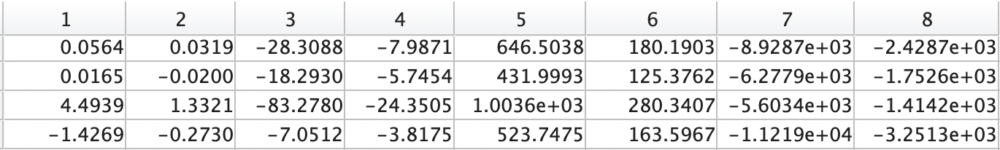 1 2 3 4 5 6 7 8
0.0564 0.0319 −28.3088 −7.9871 646.5038 180.1903 −8.9287e+03 −2.4287e+03
0.0165 −0.0200 −18.2930 −5.7454 431.9993 125.3762 −6.2779e+03 −1.7526e+03
4.4939 1.3321 −83.2780 −24.3505 1.0036e+03 280.3407 −5.6034e+03 −1.4142e+03
−1.4269 −0.2730 −7.0512 −3.8175 523.7475 163.5967 −1.1219e+04 −3.2513e+03